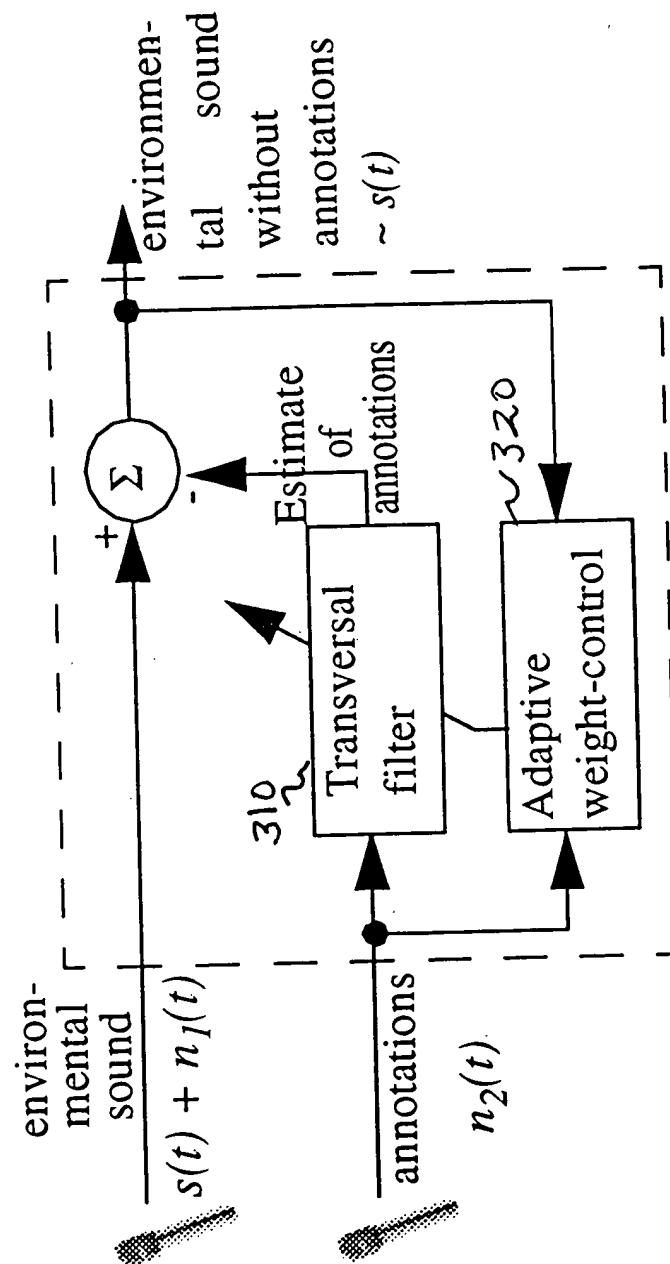 environ-
mental
sound
s(t) + n1(t)
annotations
n2(t)
+
Σ
-
Estimate
of
annotations
310
Transversal
filter
320
Adaptive
weight-control
environmen-
tal sound
without
annotations
~ s(t)